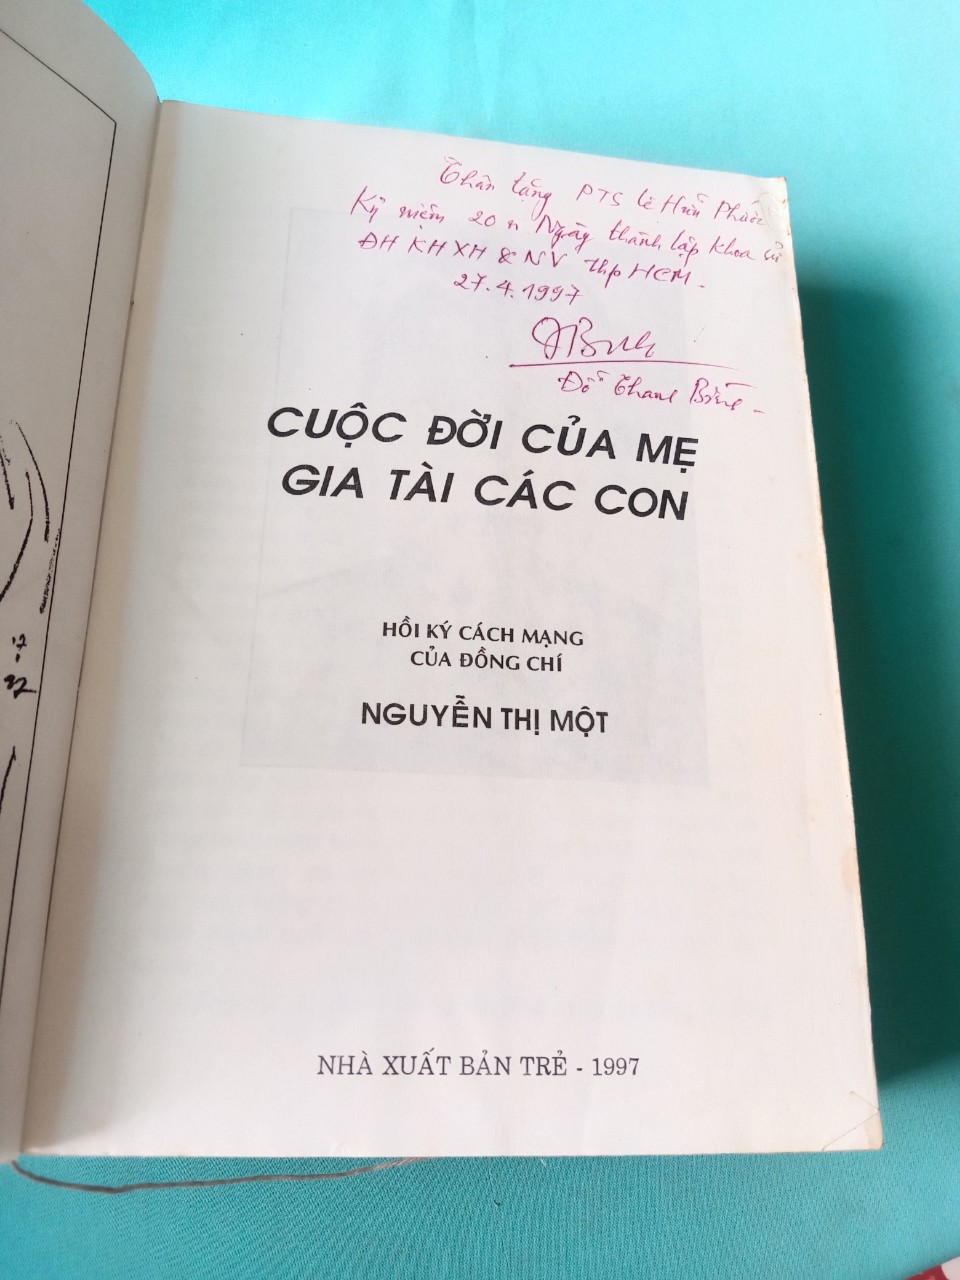 Thân tặng PTS Lê Hữu Phước
Kỷ niệm 20 n Ngày thành lập khoa sử
ĐH KHXH & NV thp HCM.
27.4.1997
Đỗ Thanh Bình
CUỘC ĐỜI CỦA MẸ
GIA TÀI CÁC CON
HỒI KÝ CÁCH MẠNG
CỦA ĐỒNG CHÍ
NGUYỄN THỊ MỘT
NHÀ XUẤT BẢN TRẺ - 1997